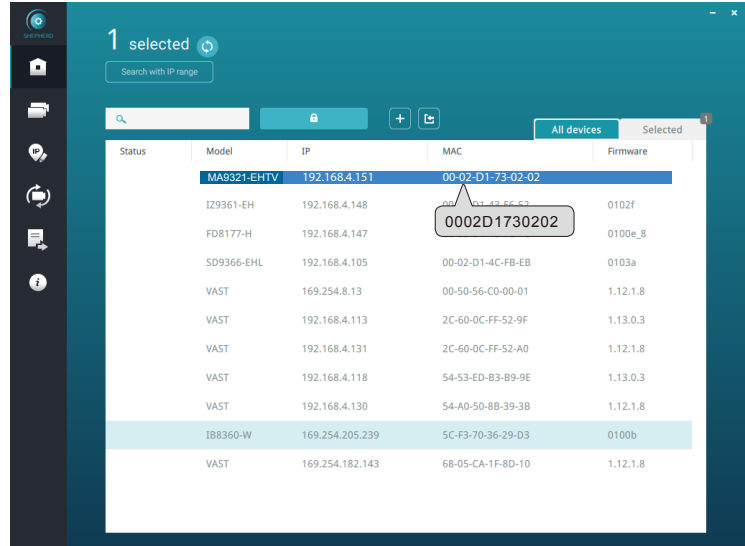 SHEPHERD
1 selected
Search with IP range
All devices Selected 1
Status Model IP MAC Firmware
MA9321-EHTV 192.168.4.151 00-02-D1-73-02-02
0002D1730202
IZ9361-EH 192.168.4.148 0102f
FD8177-H 192.168.4.147 0100e_8
SD9366-EHL 192.168.4.105 00-02-D1-4C-FB-EB 0103a
VAST 169.254.8.13 00-50-56-C0-00-01 1.12.1.8
VAST 192.168.4.113 2C-60-0C-FF-52-9F 1.13.0.3
VAST 192.168.4.131 2C-60-0C-FF-52-A0 1.12.1.8
VAST 192.168.4.118 54-53-ED-B3-B9-9E 1.13.0.3
VAST 192.168.4.130 54-A0-50-8B-39-3B 1.12.1.8
IB8360-W 169.254.205.239 5C-F3-70-36-29-D3 0100b
VAST 169.254.182.143 68-05-CA-1F-8D-10 1.12.1.8
IP
i